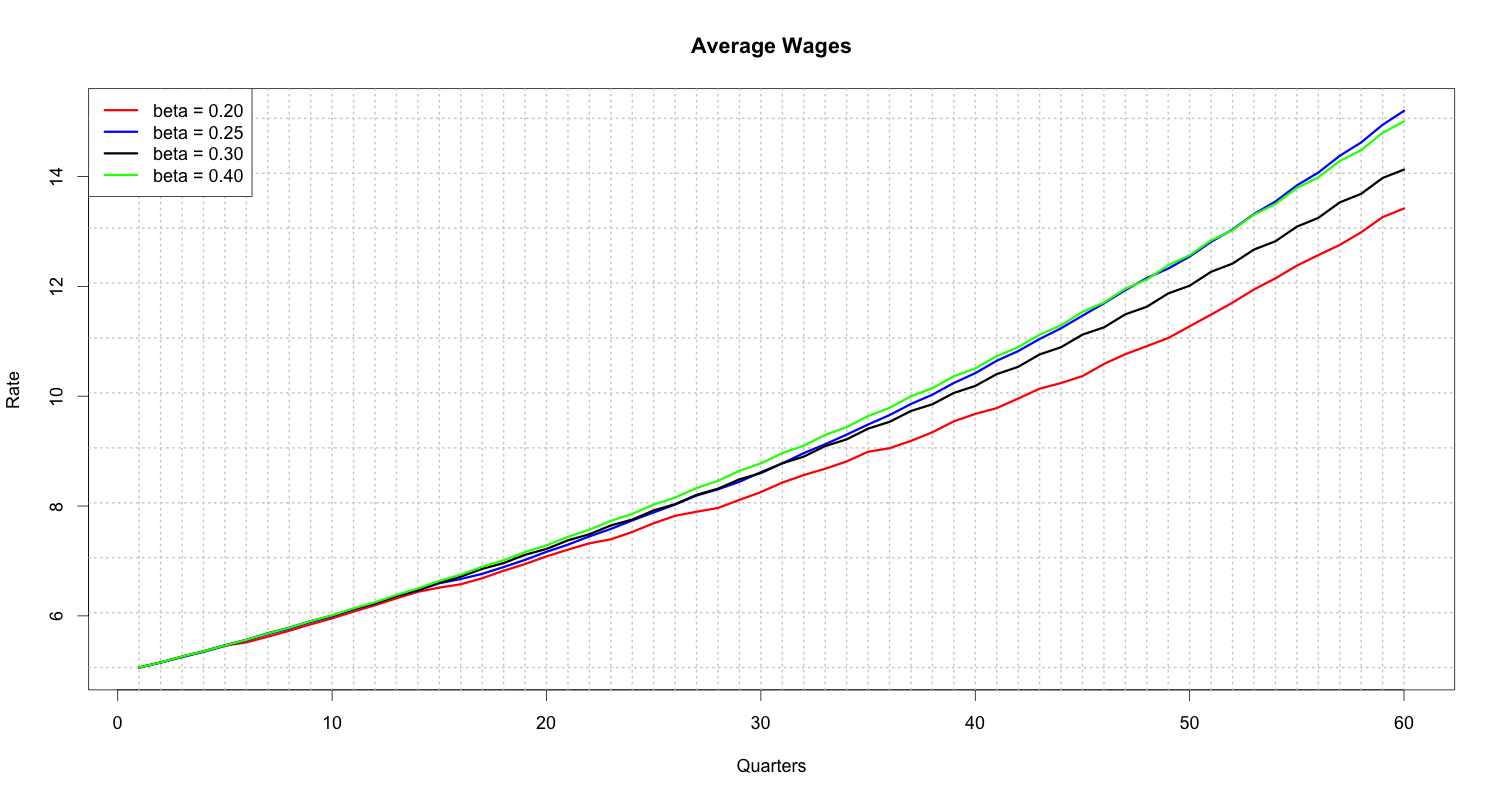 Average Wages
beta = 0.20
beta = 0.25
beta = 0.30
beta = 0.40
Rate
14
12
10
8
6
0 10 20 30 40 50 60
Quarters